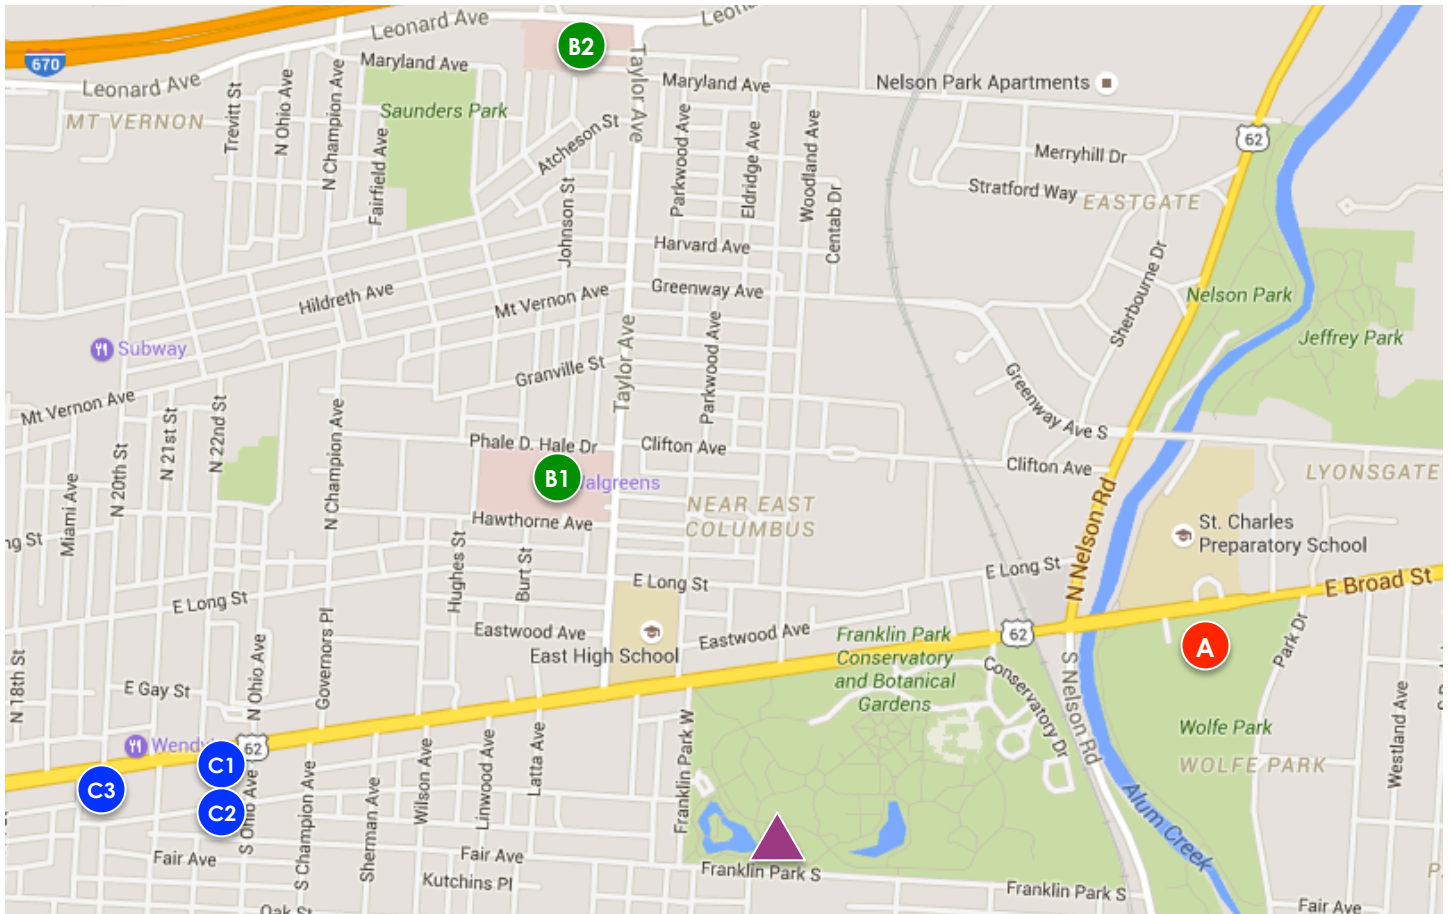 Leonard Ave
Leon
B2
670
Maryland Ave
Taylor Ave
Maryland Ave
Nelson Park Apartments
Leonard Ave
Trevitt St
N Ohio Ave
N Champion Ave
Saunders Park
MT VERNON
Fairfield Ave
Atcheson St
Parkwood Ave
Eldridge Ave
Woodland Ave
62
Merryhill Dr
Stratford Way
EASTGATE
Johnson St
Centab Dr
Harvard Ave
Sherbourne Dr
Hildreth Ave
Mt Vernon Ave
Greenway Ave
Nelson Park
Jeffrey Park
Subway
Taylor Ave
Parkwood Ave
Granville St
Greenway Ave S
Mt Vernon Ave
N 20th St
N 21st St
N 22nd St
N Champion Ave
Phale D. Hale Dr
Clifton Ave
Clifton Ave
LYONSGATE
B1
algreens
Miami Ave
ng St
Hawthorne Ave
NEAR EAST
COLUMBUS
N Nelson Rd
St. Charles
Preparatory School
Hughes St
Burt St
E Long St
E Long St
E Long St
E Broad St
N Ohio Ave
Governors Pl
Eastwood Ave
Eastwood Ave
East High School
Franklin Park
Conservatory
and Botanical
Gardens
62
A
Park Dr
N 18th St
E Gay St
Conservatory Dr
S Nelson Rd
Westland Ave
Wolfe Park
WOLFE PARK
Wendy
62
C1
C3
C2
S Ohio Ave
S Champion Ave
Sherman Ave
Wilson Ave
Linwood Ave
Latta Ave
Franklin Park W
Alum Creek
Fair Ave
Fair Ave
Kutchins Pl
Franklin Park S
Franklin Park S
Fair Ave
Oak St